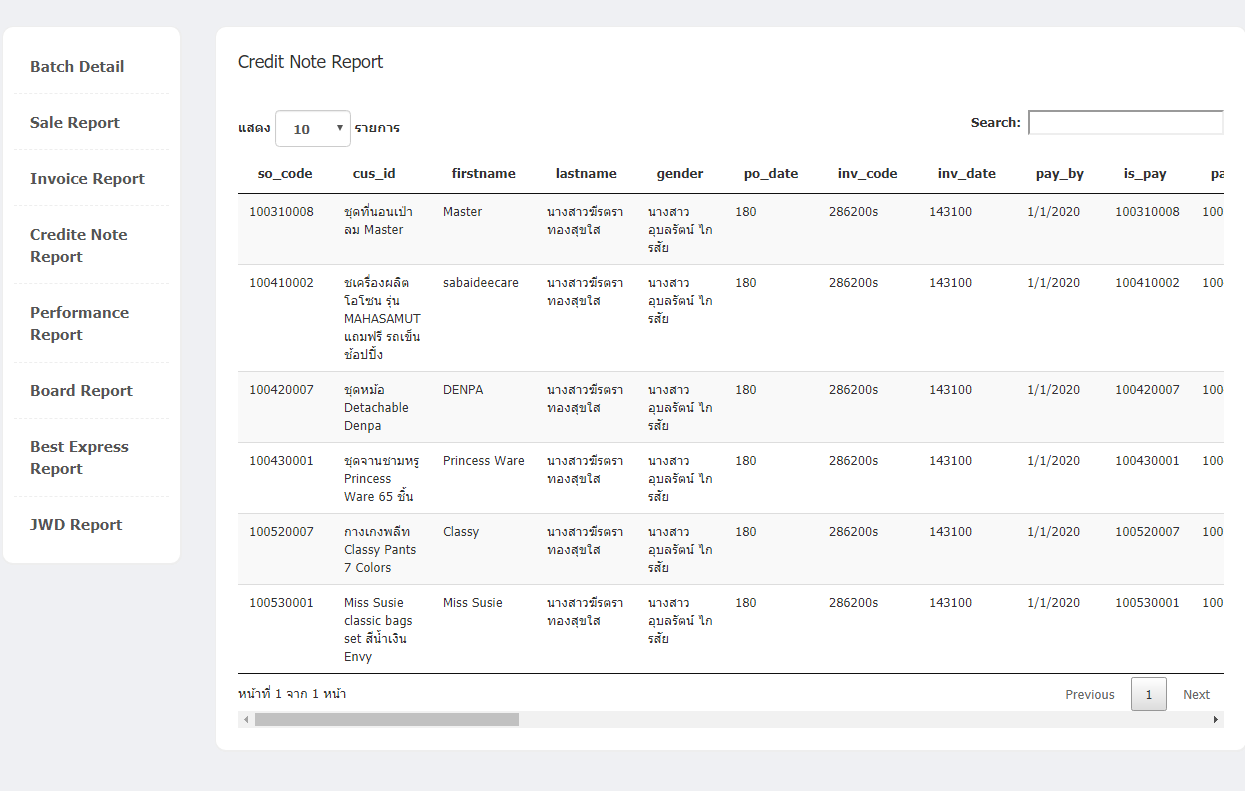 Batch Detail
Sale Report
Invoice Report
Credite Note
Report
Performance
Report
Board Report
Best Express
Report
JWD Report
Credit Note Report
แสดง 10 รายการ
Search:
so_code cus_id firstname lastname gender po_date inv_code inv_date pay_by is_pay pa
100310008 ชุดที่นอนเป่า Master นางสาวฆีรตรา นางสาว 180 286200s 143100 1/1/2020 100310008 100
ลม Master ทองสุขใส อุบลรัตน์ ไก
รสัย
100410002 ชเครื่องผลิต sabaideecare นางสาวฆีรตรา นางสาว 180 286200s 143100 1/1/2020 100410002 100
โอโซน รุ่น ทองสุขใส อุบลรัตน์ ไก
MAHASAMUT รสัย
แถมฟรี รถเข็น
ช้อปปิ้ง
100420007 ชุดหม้อ DENPA นางสาวฆีรตรา นางสาว 180 286200s 143100 1/1/2020 100420007 100
Detachable ทองสุขใส อุบลรัตน์ ไก
Denpa รสัย
100430001 ชุดจานชามหรู Princess Ware นางสาวฆีรตรา นางสาว 180 286200s 143100 1/1/2020 100430001 100
Princess ทองสุขใส อุบลรัตน์ ไก
Ware 65 ชิ้น รสัย
100520007 กางเกงพลีท Classy นางสาวฆีรตรา นางสาว 180 286200s 143100 1/1/2020 100520007 100
Classy Pants ทองสุขใส อุบลรัตน์ ไก
7 Colors รสัย
100530001 Miss Susie Miss Susie นางสาวฆีรตรา นางสาว 180 286200s 143100 1/1/2020 100530001 100
classic bags ทองสุขใส อุบลรัตน์ ไก
set สีน้ำเงิน รสัย
Envy
หน้าที่ 1 จาก 1 หน้า
Previous 1 Next